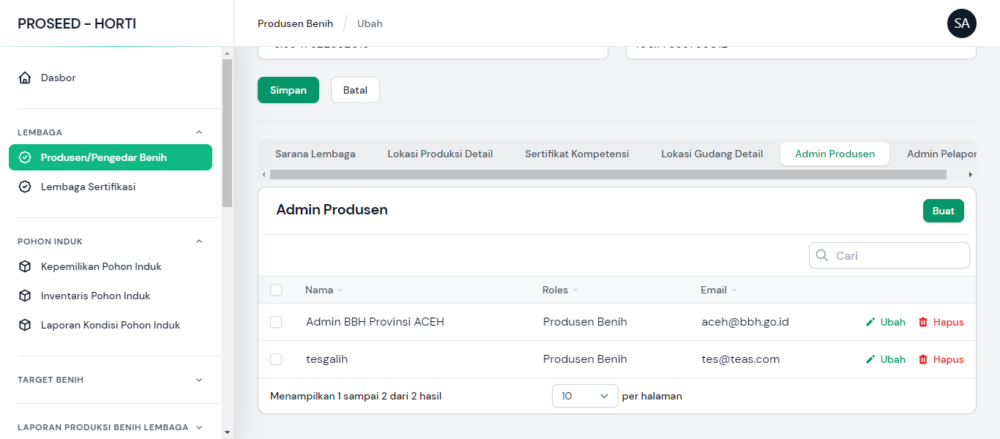 PROSEED - HORTI
Produsen Benih / Ubah
SA
Dasbor
LEMBAGA
Produsen/Pengedar Benih
Lembaga Sertifikasi
POHON INDUK
Kepemilikan Pohon Induk
Inventaris Pohon Induk
Laporan Kondisi Pohon Induk
TARGET BENIH
LAPORAN PRODUKSI BENIH LEMBAGA
Simpan Batal
Sarana Lembaga Lokasi Produksi Detail Sertifikat Kompetensi Lokasi Gudang Detail Admin Produsen Admin Pelapor
Admin Produsen Buat
Cari
Nama Roles Email
Admin BBH Provinsi ACEH Produsen Benih aceh@bbh.go.id Ubah Hapus
tesgalih Produsen Benih tes@teas.com Ubah Hapus
Menampilkan 1 sampai 2 dari 2 hasil 10 per halaman